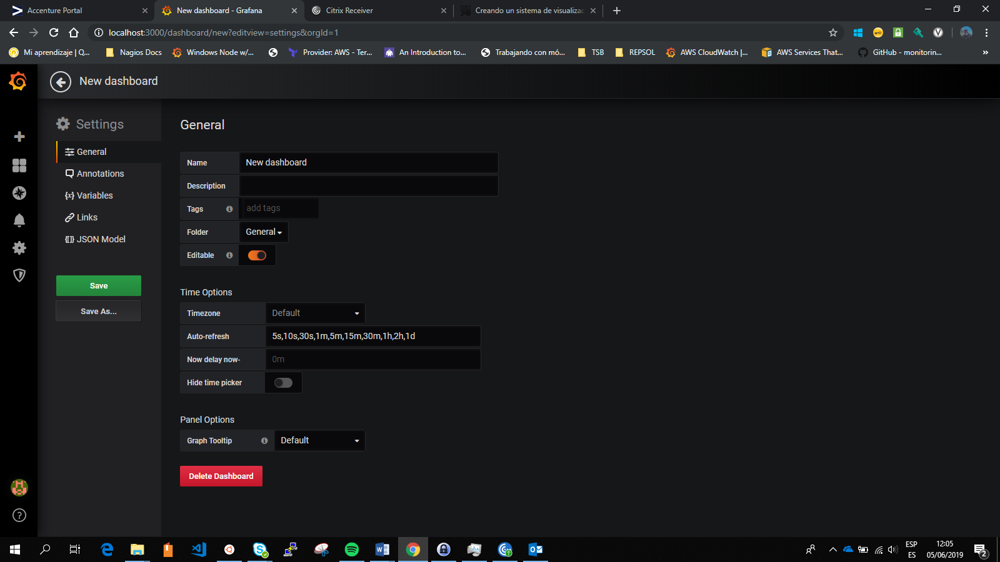 Accenture Portal
New dashboard - Grafana
Citrix Receiver
Creando un sistema de visualizac
localhost:3000/dashboard/new?editview=settings&orgId=1
Mi aprendizaje | Q...
Nagios Docs
Windows Node w/...
Provider: AWS - Ter...
An Introduction to...
Trabajando con mó...
TSB
REPSOL
AWS CloudWatch |...
AWS Services That...
GitHub - monitorin...
»
New dashboard
Settings
General
Annotations
Variables
Links
JSON Model
Save
Save As...
General
Name
New dashboard
Description
Tags
add tags
Folder
General
Editable
Time Options
Timezone
Default
Auto-refresh
5s,10s,30s,1m,5m,15m,30m,1h,2h,1d
Now delay now-
0m
Hide time picker
Panel Options
Graph Tooltip
Default
Delete Dashboard
ESP
ES
12:05
05/06/2019
2